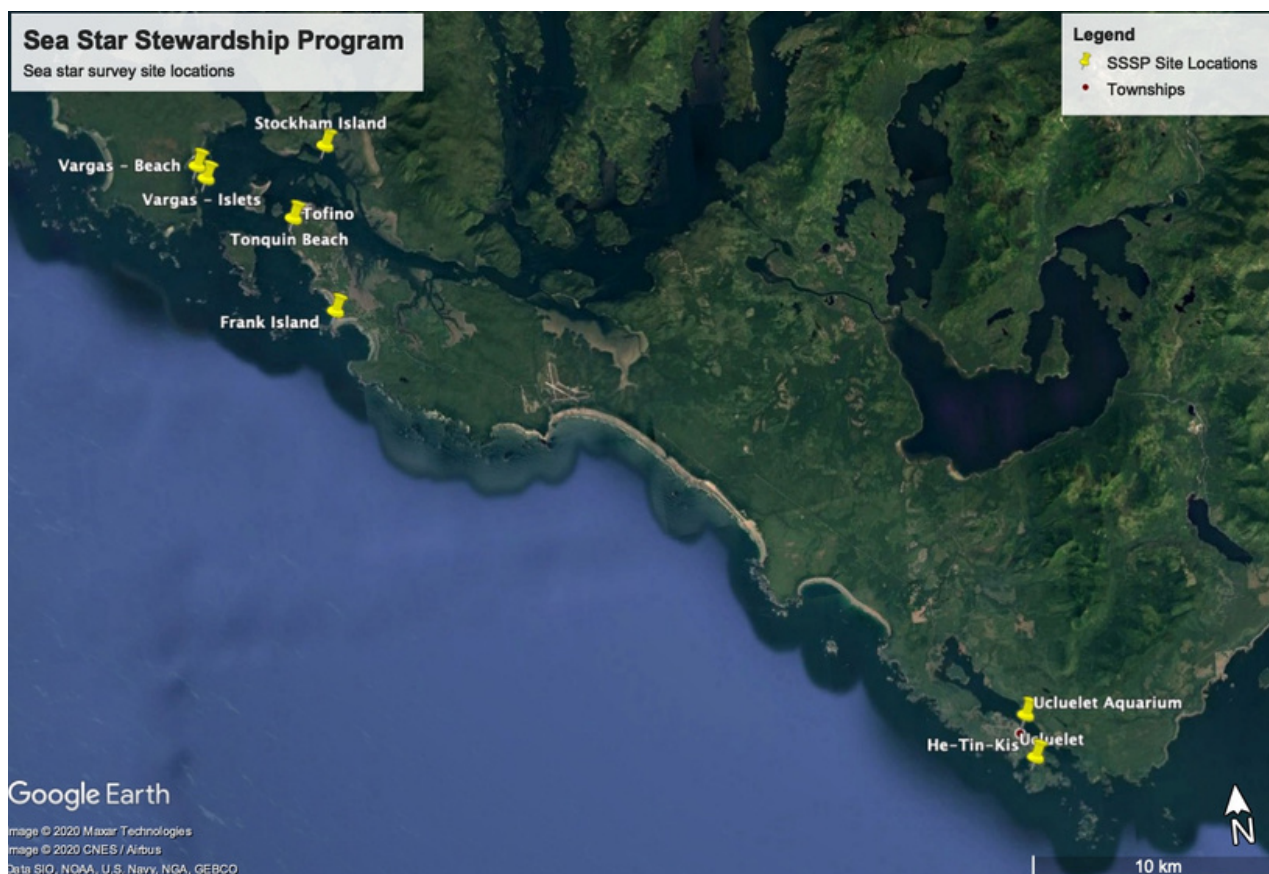 Sea Star Stewardship Program
Sea star survey site locations
Legend
SSSP Site Locations
Townships
Stockham Island
Vargas - Beach
Vargas - Islets
Tofino
Tonquin Beach
Frank Island
Ucluelet Aquarium
Ucluelet
He-Tin-Kis
Google Earth
mage © 2020 Maxar Technologies
mage © 2020 CNES / Airbus
Data SIO, NOAA, U.S. Navy, NGA, GEBCO
N
10 km